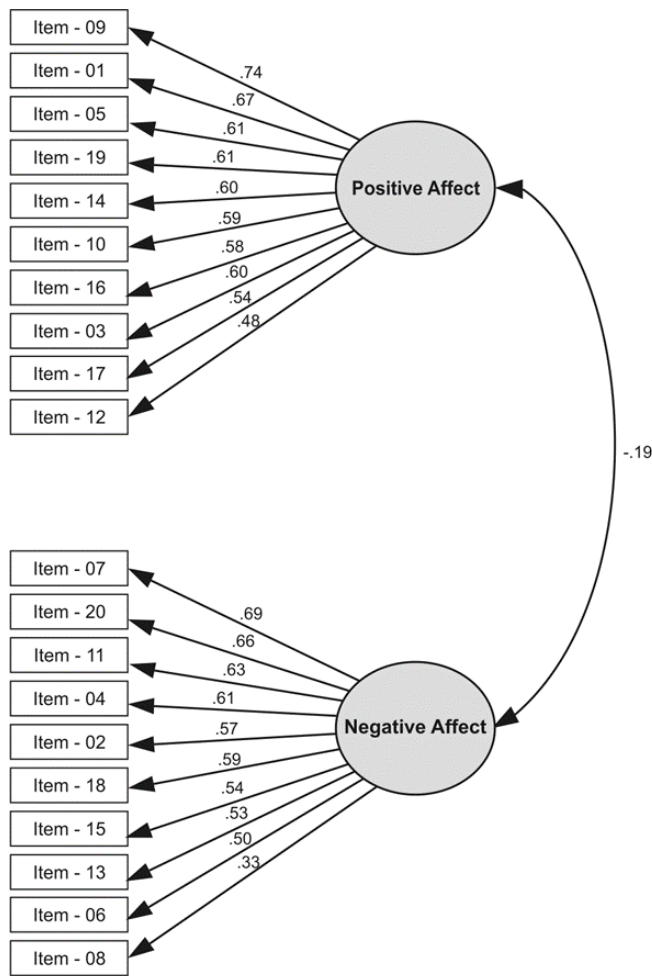 Item - 09
Item - 01
Item - 05
Item - 19
Item - 14
Item - 10
Item - 16
Item - 03
Item - 17
Item - 12
.74
.67
.61
.61
.60
.59
.58
.60
.54
.48
Positive Affect
-.19
Item - 07
Item - 20
Item - 11
Item - 04
Item - 02
Item - 18
Item - 15
Item - 13
Item - 06
Item - 08
.69
.66
.63
.61
.57
.59
.54
.53
.50
.33
Negative Affect